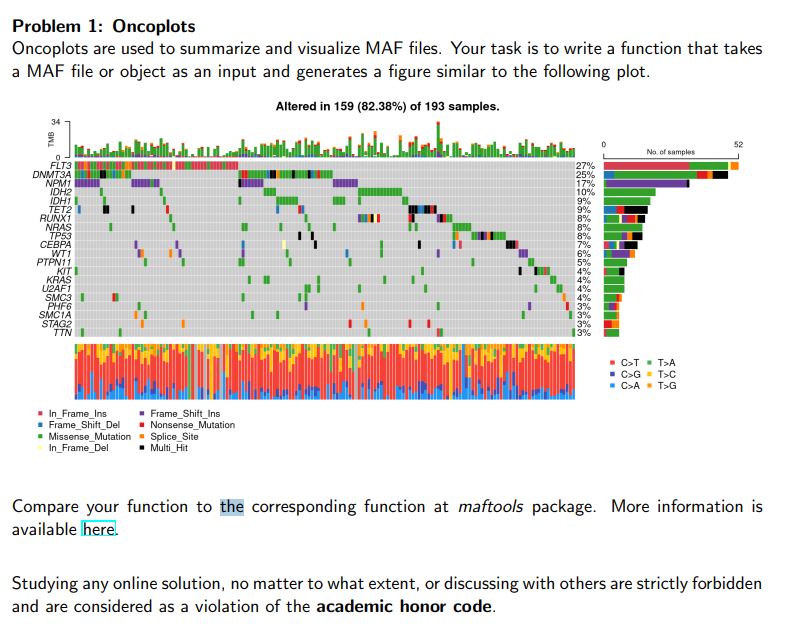 Problem 1: Oncoplots
Oncoplots are used to summarize and visualize MAF files. Your task is to write a function that takes
a MAF file or object as an input and generates a figure similar to the following plot.
Altered in 159 (82.38%) of 193 samples.
34
TMB
0
0
52
No. of samples
FLT3 27%
DNMT3A 25%
NPM1 17%
IDH2 10%
IDH1 9%
TET2 9%
RUNX1 8%
NRAS 8%
TP53 8%
CEBPA 7%
WT1 6%
PTPN11 5%
KIT 4%
KRAS 4%
U2AF1 4%
SMC3 4%
PHF6 3%
SMC1A 3%
STAG2 3%
TTN 3%
C>T T>A
C>G T>C
C>A T>G
In_Frame_Ins Frame_Shift_Ins
Frame_Shift_Del Nonsense_Mutation
Missense_Mutation Splice_Site
In_Frame_Del Multi_Hit
Compare your function to the corresponding function at maftools package. More information is
available here.
Studying any online solution, no matter to what extent, or discussing with others are strictly forbidden
and are considered as a violation of the academic honor code.